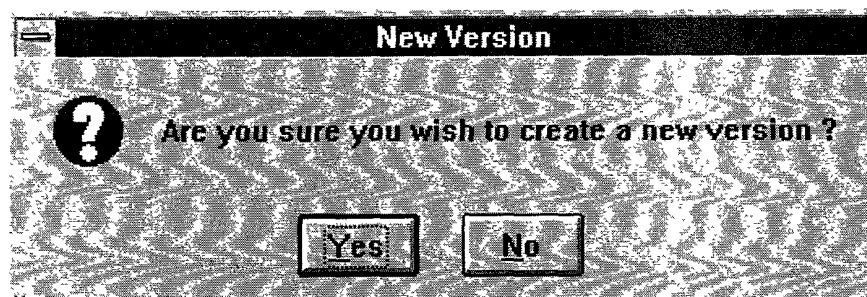 New Version
Are you sure you wish to create a new version ?
Yes
No